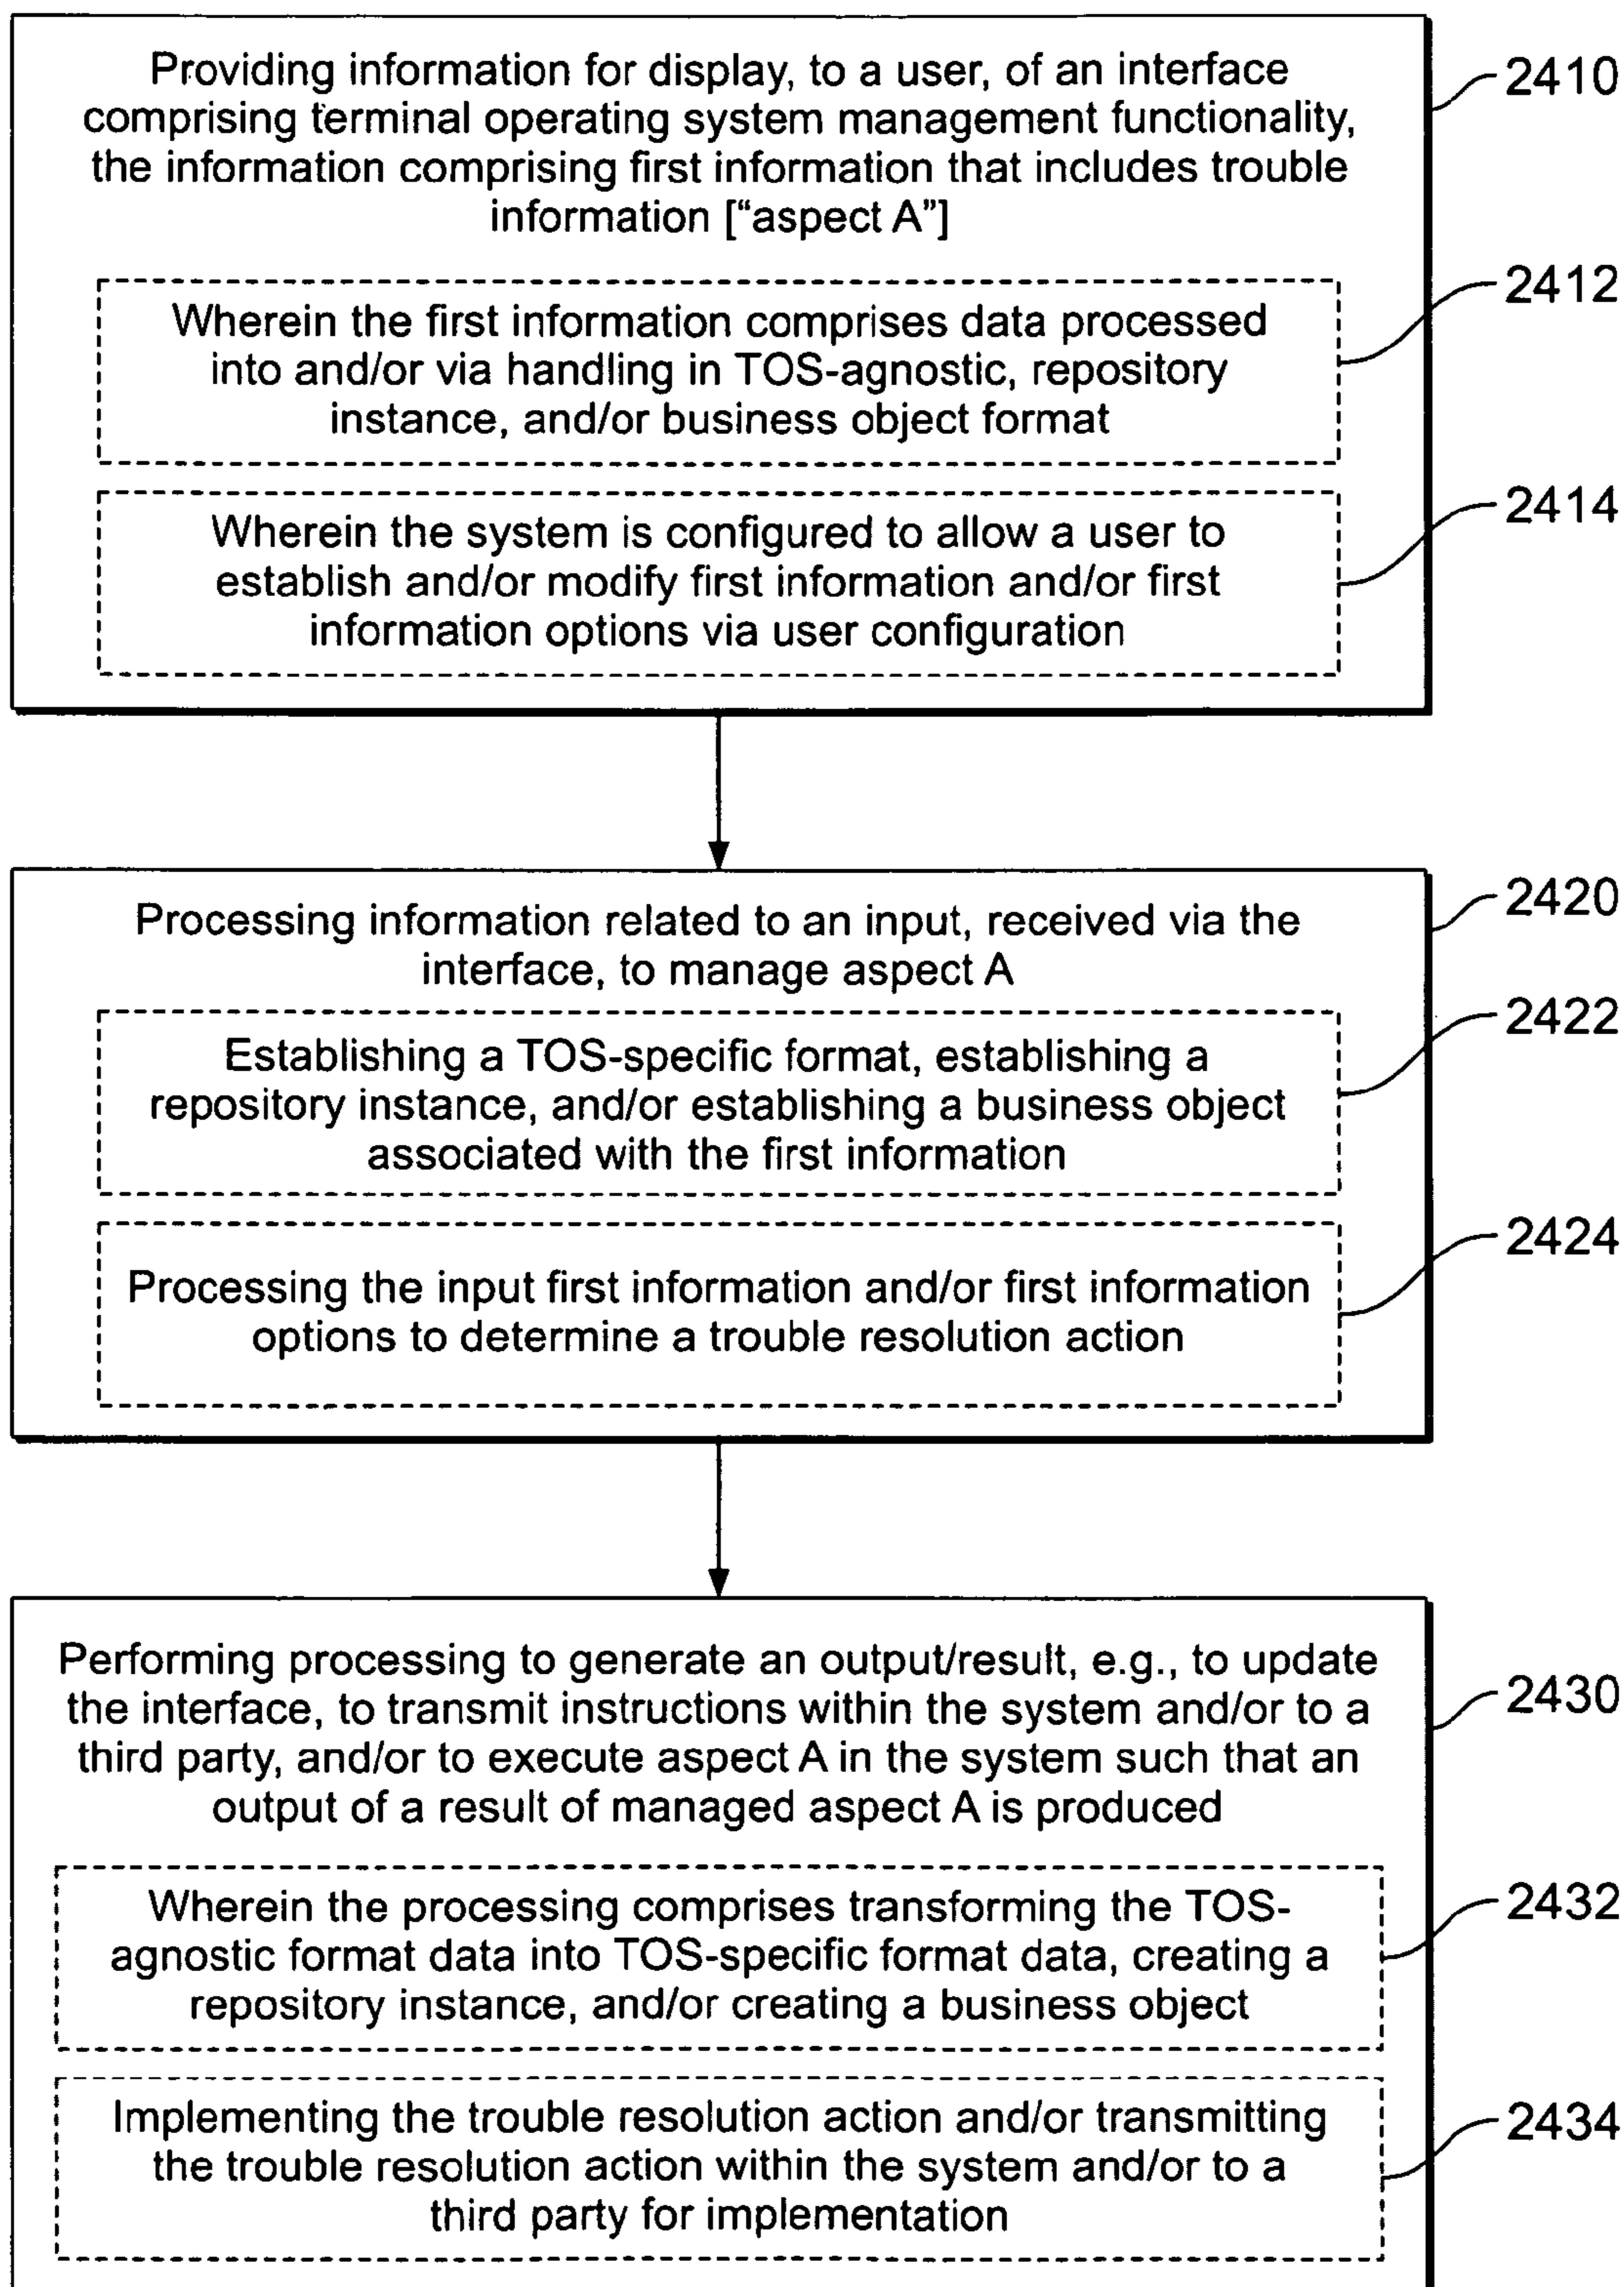 Providing information for display, to a user, of an interface
comprising terminal operating system management functionality,
the information comprising first information that includes trouble
information [“aspect A”]
2410
Wherein the first information comprises data processed
into and/or via handling in TOS-agnostic, repository
instance, and/or business object format
2412
Wherein the system is configured to allow a user to
establish and/or modify first information and/or first
information options via user configuration
2414
Processing information related to an input, received via the
interface, to manage aspect A
2420
Establishing a TOS-specific format, establishing a
repository instance, and/or establishing a business object
associated with the first information
2422
Processing the input first information and/or first information
options to determine a trouble resolution action
2424
Performing processing to generate an output/result, e.g., to update
the interface, to transmit instructions within the system and/or to a
third party, and/or to execute aspect A in the system such that an
output of a result of managed aspect A is produced
2430
Wherein the processing comprises transforming the TOS-
agnostic format data into TOS-specific format data, creating a
repository instance, and/or creating a business object
2432
Implementing the trouble resolution action and/or transmitting
the trouble resolution action within the system and/or to a
third party for implementation
2434